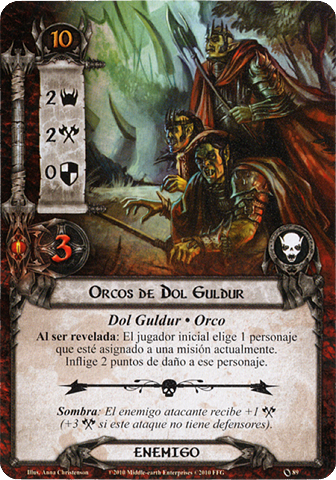 10
2
2
0
3
Orcos de Dol Guldur
Dol Guldur • Orco
Al ser revelada: El jugador inicial elige 1 personaje
que esté asignado a una misión actualmente.
Inflige 2 puntos de daño a ese personaje.
Sombra: El enemigo atacante recibe +1
(+3 si este ataque no tiene defensores).
ENEMIGO
Illus. Anna Christenson ©2010 Middle-earth Enterprises ©2010 FFG 89